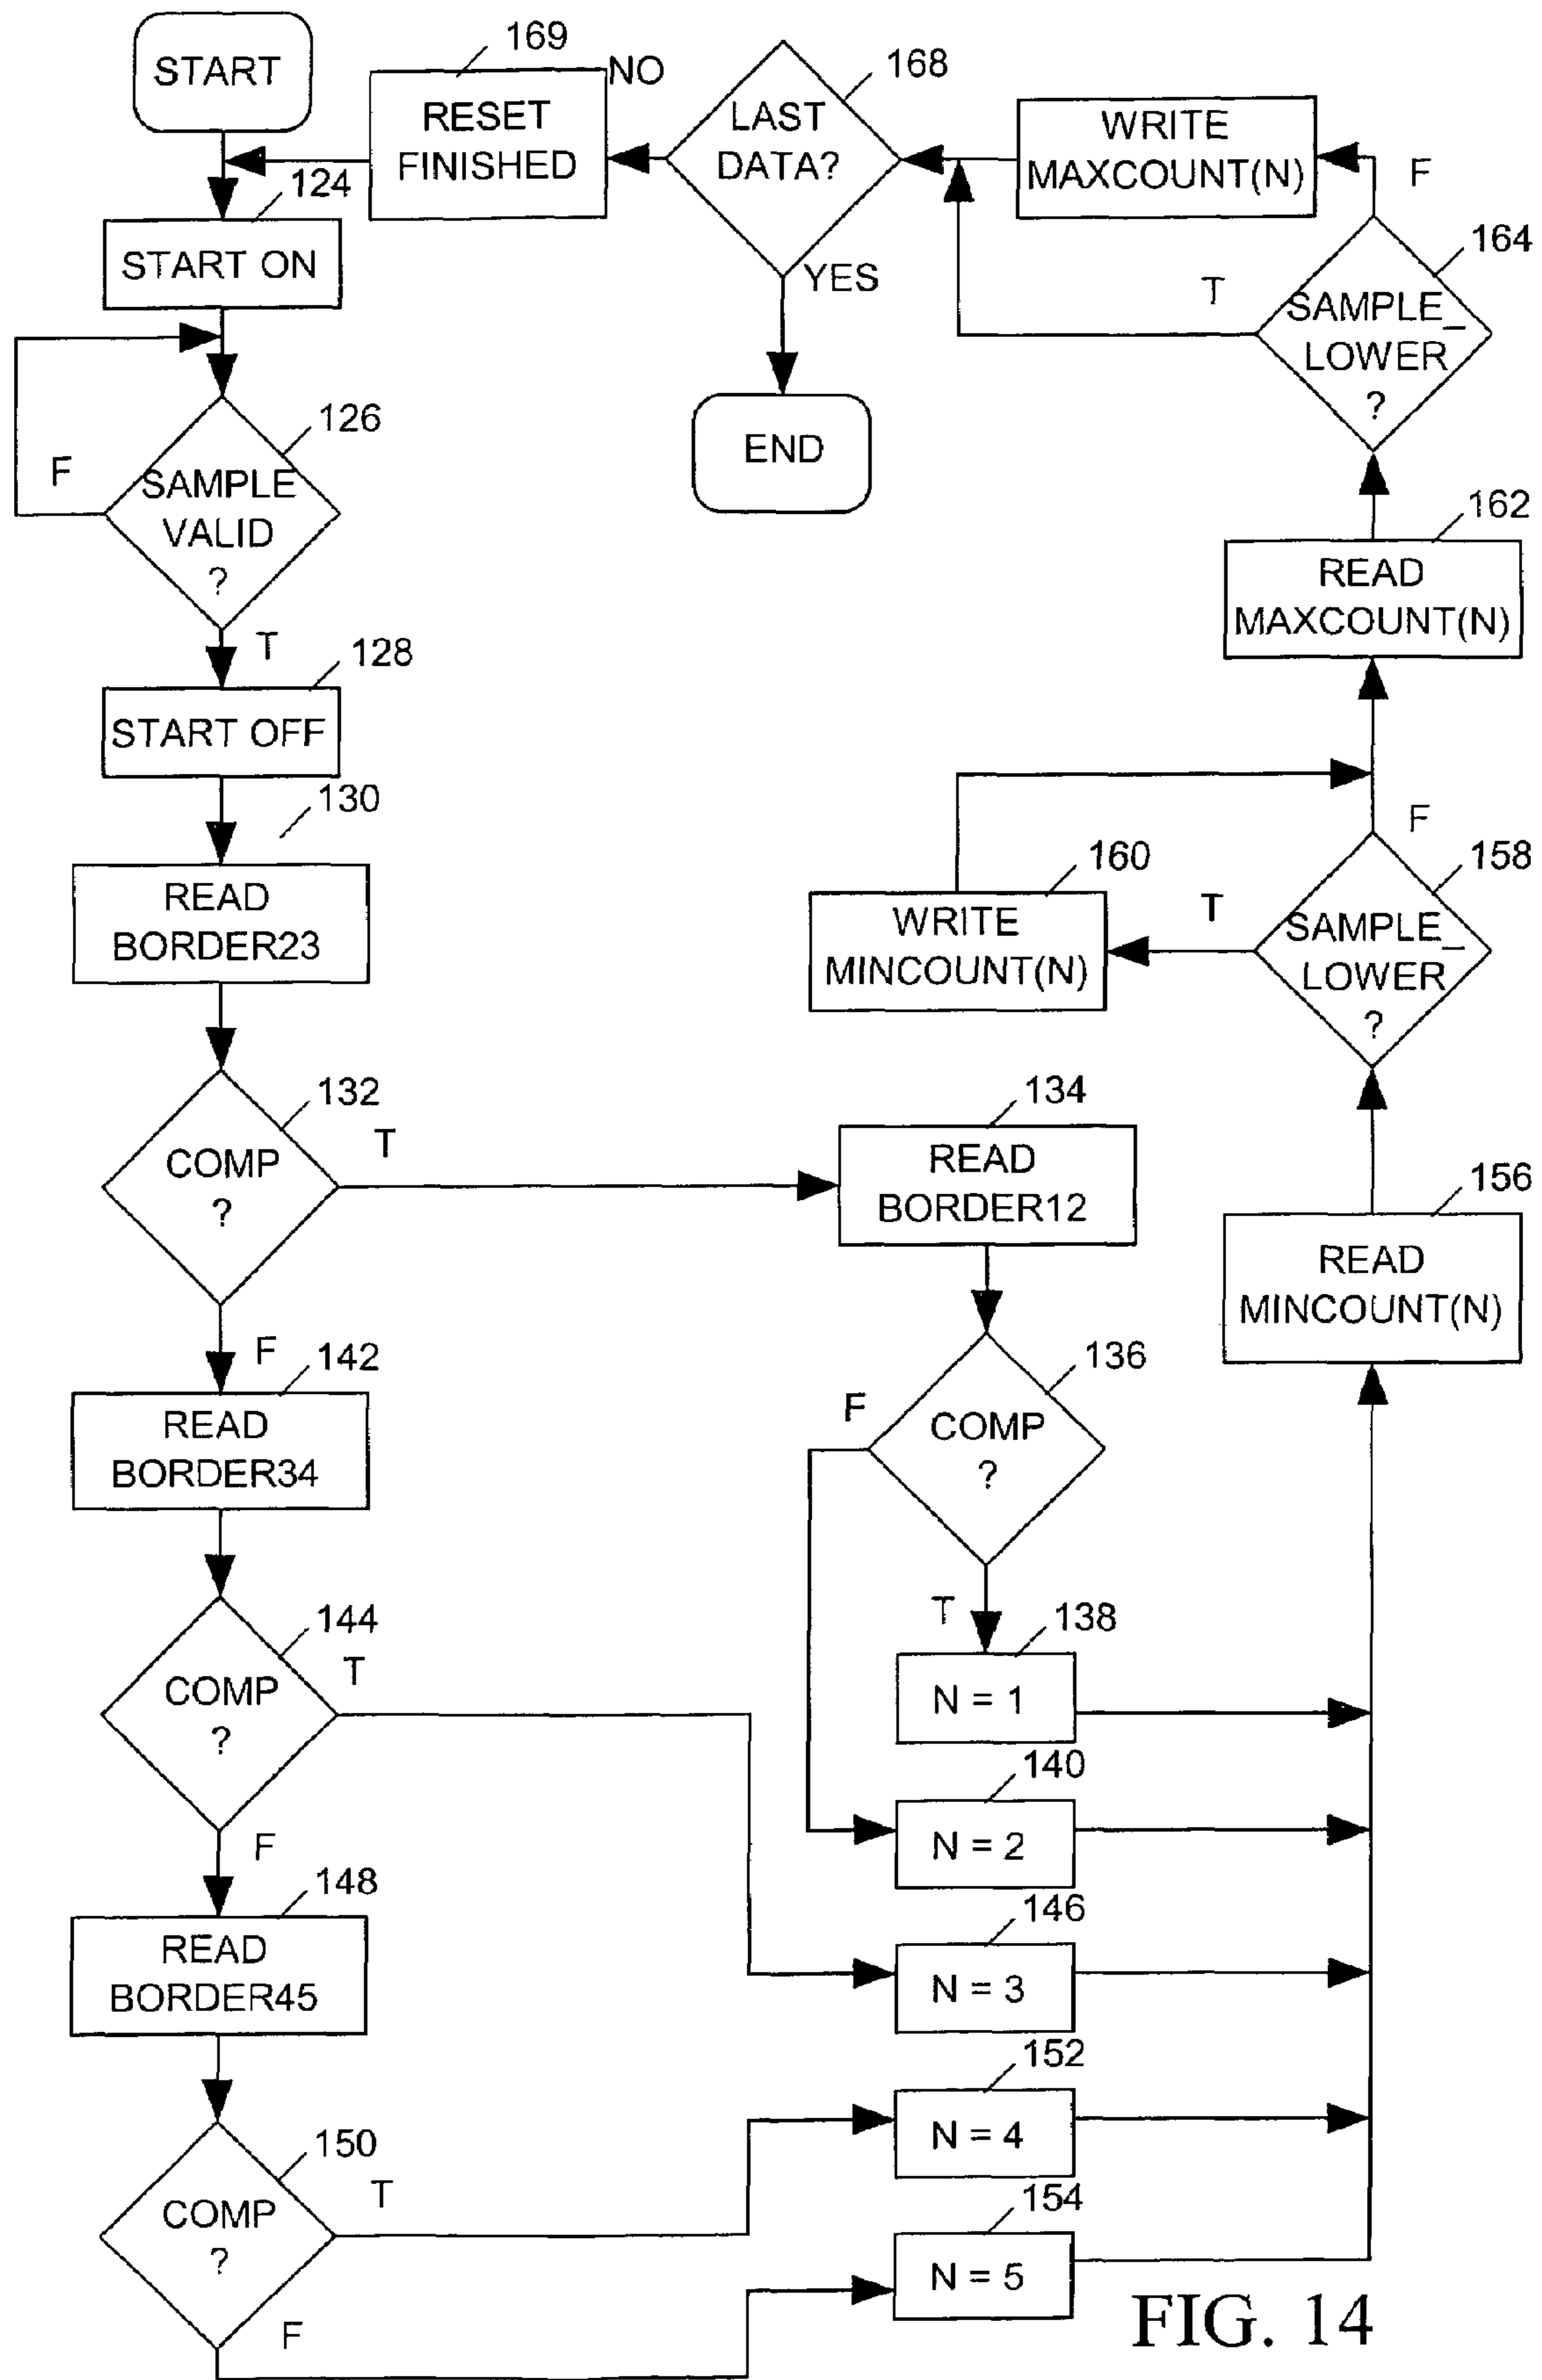 START
169
NO
RESET
FINISHED
168
LAST
DATA?
YES
END
WRITE
MAXCOUNT(N)
F
164
SAMPLE_
LOWER
?
T
124
START ON
126
SAMPLE
VALID
?
F
T
128
START OFF
130
READ
BORDER23
132
COMP
?
T
F
134
READ
BORDER12
136
COMP
?
F
T
138
N = 1
140
N = 2
142
READ
BORDER34
144
COMP
?
T
F
146
N = 3
148
READ
BORDER45
150
COMP
?
T
F
152
N = 4
154
N = 5
156
READ
MINCOUNT(N)
158
SAMPLE_
LOWER
?
T
F
160
WRITE
MINCOUNT(N)
162
READ
MAXCOUNT(N)
FIG. 14